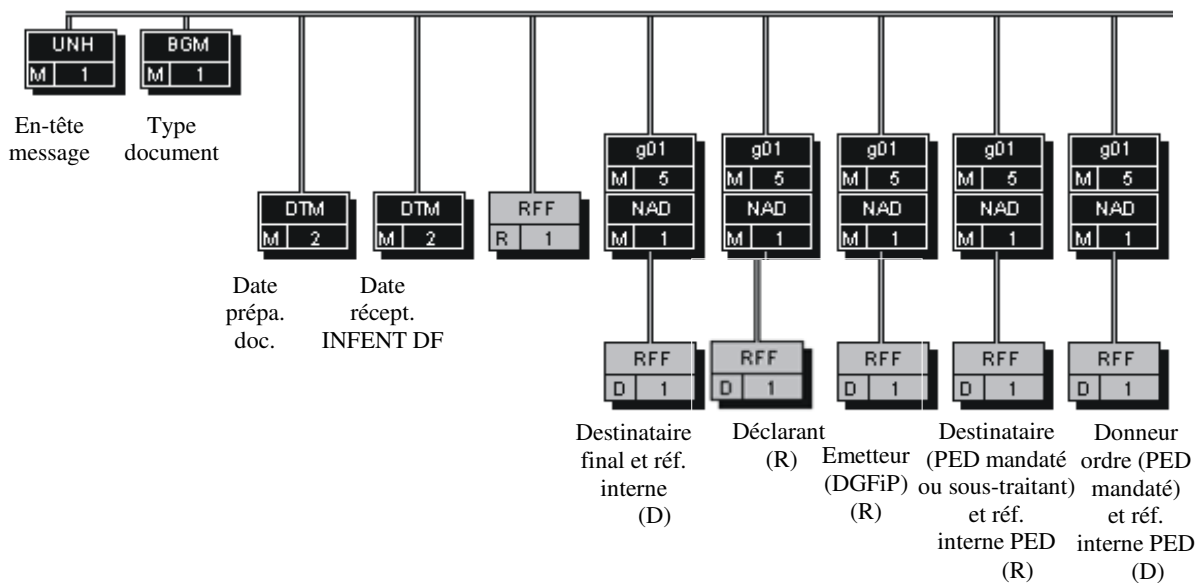 UNH
M 1
BGM
M 1
En-tête
message
Type
document
DTM
M 2
DTM
M 2
RFF
R 1
Date
prépa.
doc.
Date
récept.
INFENT DF
g01
M 5
NAD
M 1
g01
M 5
NAD
M 1
g01
M 5
NAD
M 1
g01
M 5
NAD
M 1
g01
M 5
NAD
M 1
RFF
D 1
RFF
D 1
RFF
D 1
RFF
D 1
RFF
D 1
Destinataire
final et réf.
interne
(D)
Déclarant
(R)
Emetteur
(DGFiP)
(R)
Destinataire
(PED mandaté
ou sous-traitant)
et réf.
interne PED
(R)
Donneur
ordre (PED
mandaté)
et réf.
interne PED
(D)